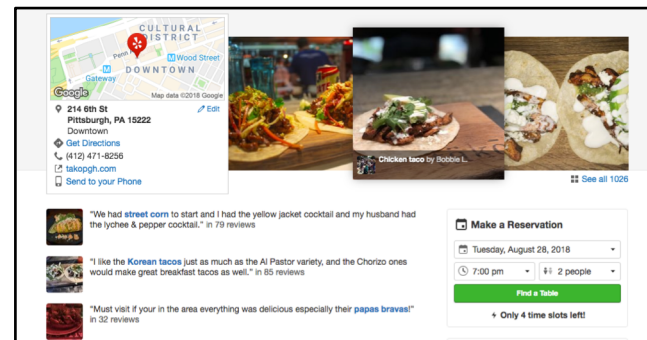 CULTURAL
DISTRICT
Penn
M Wood Street
M
Gateway
DOWNTOWN
Google
Map data ©2018 Google
214 6th St
Edit
Pittsburgh, PA 15222
Downtown
Get Directions
(412) 471-8256
takopgh.com
Send to your Phone
Chicken taco by Bobbie L.
See all 1026
"We had street corn to start and I had the yellow jacket cocktail and my husband had
the lychee & pepper cocktail." in 79 reviews
"I like the Korean tacos just as much as the Al Pastor variety, and the Chorizo ones
would make great breakfast tacos as well." in 85 reviews
"Must visit if your in the area everything was delicious especially their papas bravas!"
in 32 reviews
Make a Reservation
Tuesday, August 28, 2018
7:00 pm
2 people
Find a Table
Only 4 time slots left!